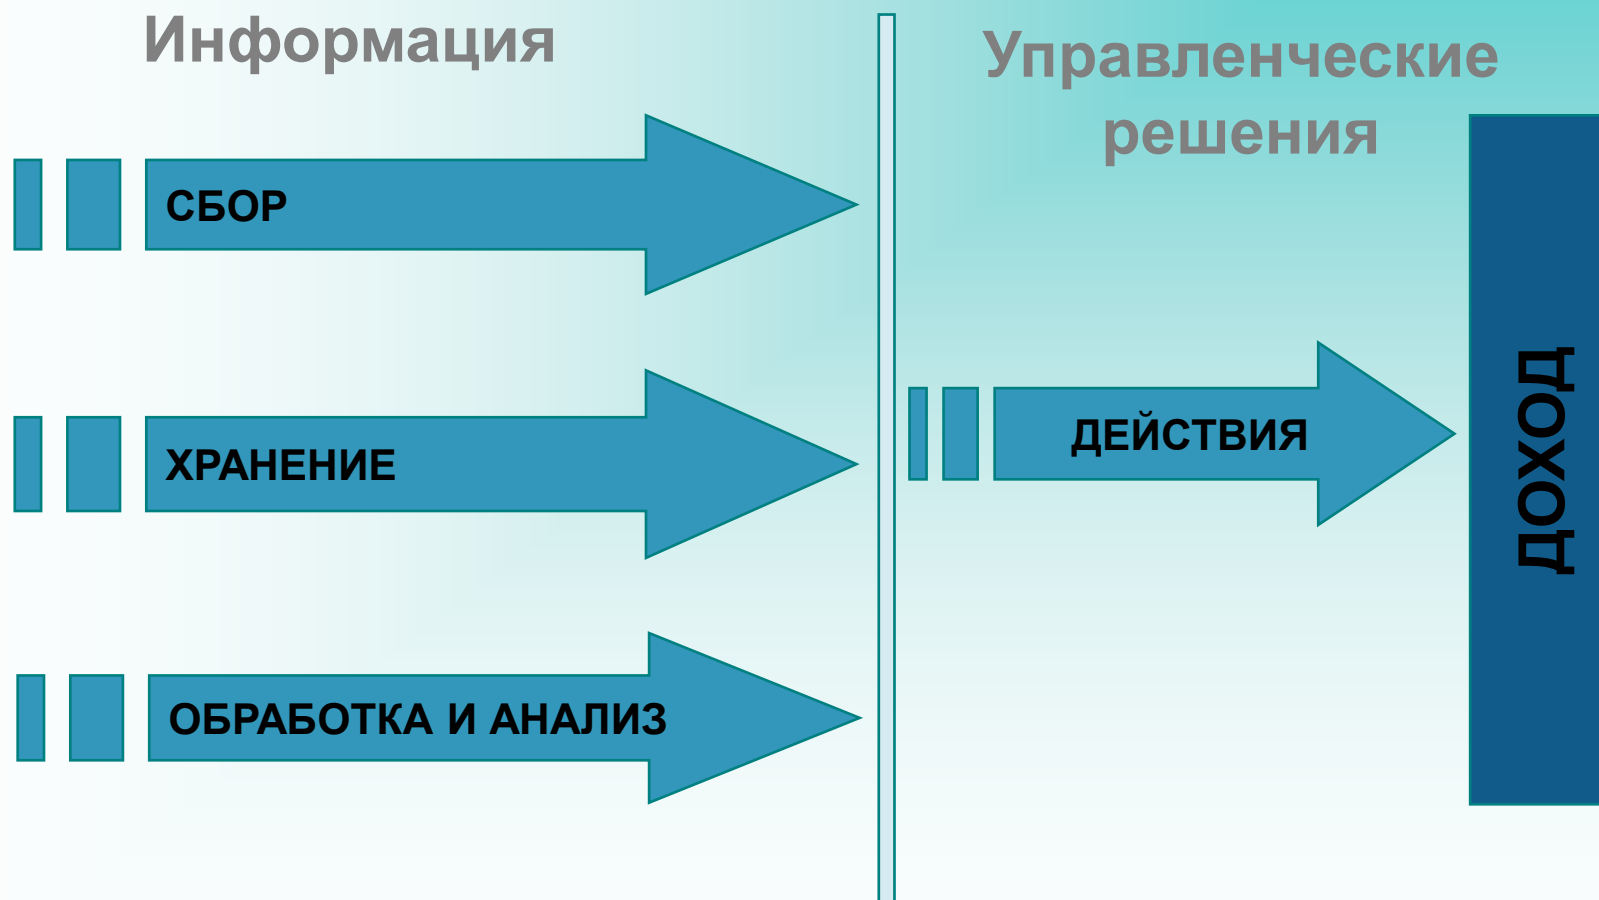 Информация
СБОР
ХРАНЕНИЕ
ОБРАБОТКА И АНАЛИЗ
Управленческие
решения
ДЕЙСТВИЯ
ДОХОД